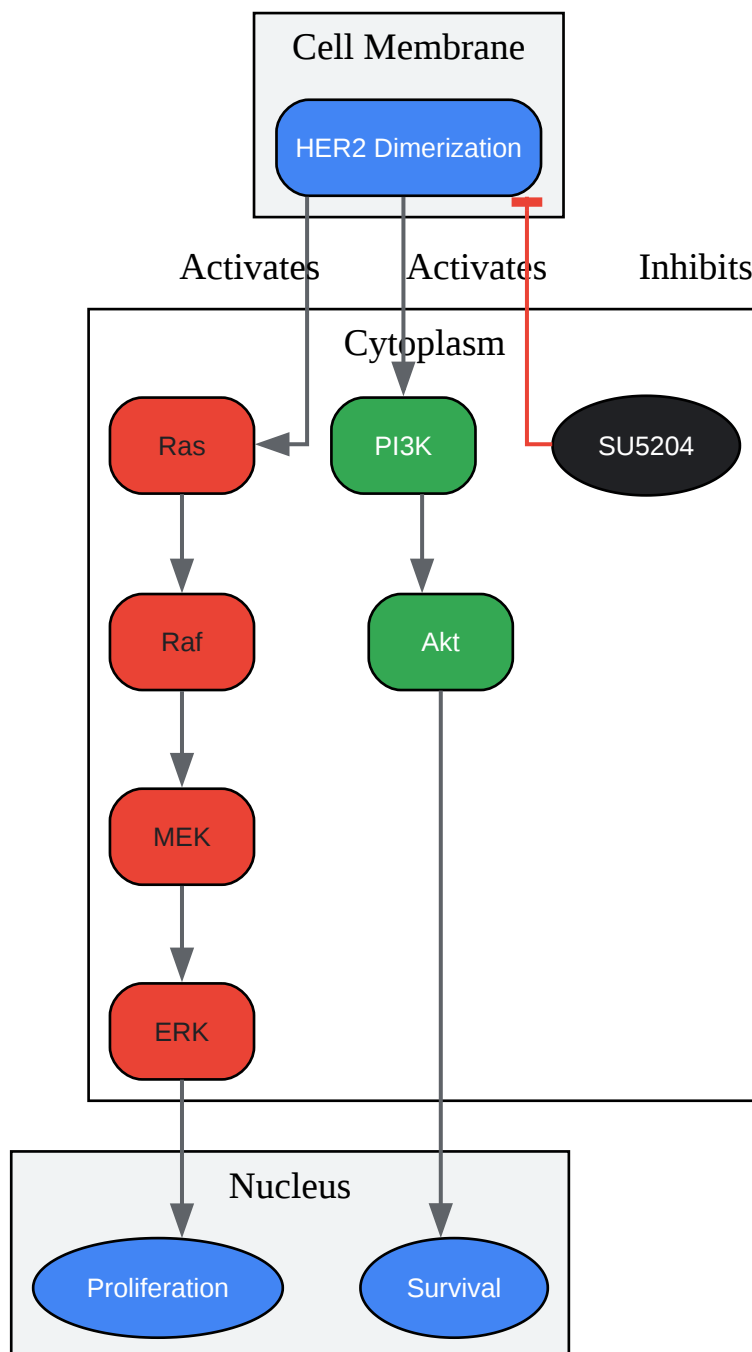 Cell Membrane
HER2 Dimerization
Activates
Activates
Inhibits
Cytoplasm
Ras
PI3K
SU5204
Raf
Akt
MEK
ERK
Nucleus
Proliferation
Survival